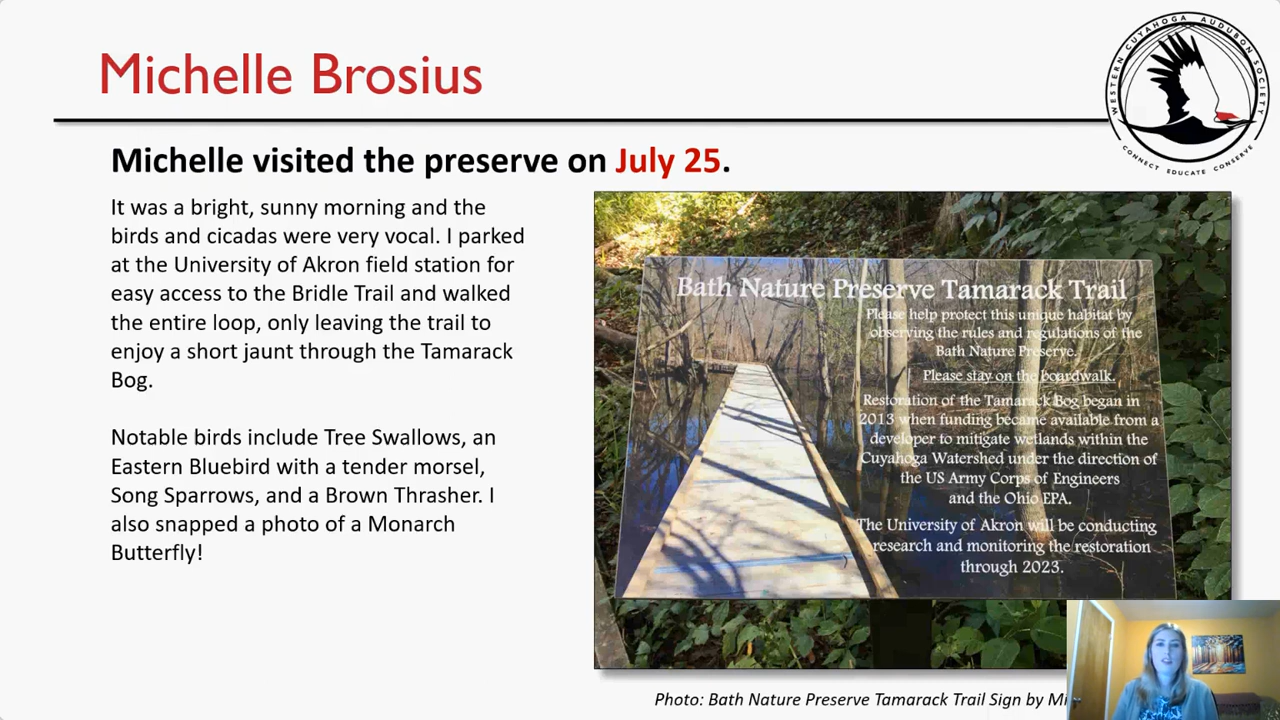 Michelle Brosius
WESTERN CUYAHOGA AUDUBON SOCIETY
CONNECT EDUCATE CONSERVE
Michelle visited the preserve on July 25.
It was a bright, sunny morning and the
birds and cicadas were very vocal. I parked
at the University of Akron field station for
easy access to the Bridle Trail and walked
the entire loop, only leaving the trail to
enjoy a short jaunt through the Tamarack
Bog.
Notable birds include Tree Swallows, an
Eastern Bluebird with a tender morsel,
Song Sparrows, and a Brown Thrasher. I
also snapped a photo of a Monarch
Butterfly!
Bath Nature Preserve Tamarack Trail
Please help protect this unique habitat by
observing the rules and regulations of the
Bath Nature Preserve.
Please stay on the boardwalk.
Restoration of the Tamarack Bog began in
2013 when funding became available from a
developer to mitigate wetlands within the
Cuyahoga Watershed under the direction of
the US Army Corps of Engineers
and the Ohio EPA.
The University of Akron will be conducting
research and monitoring the restoration
through 2023.
Photo: Bath Nature Preserve Tamarack Trail Sign by